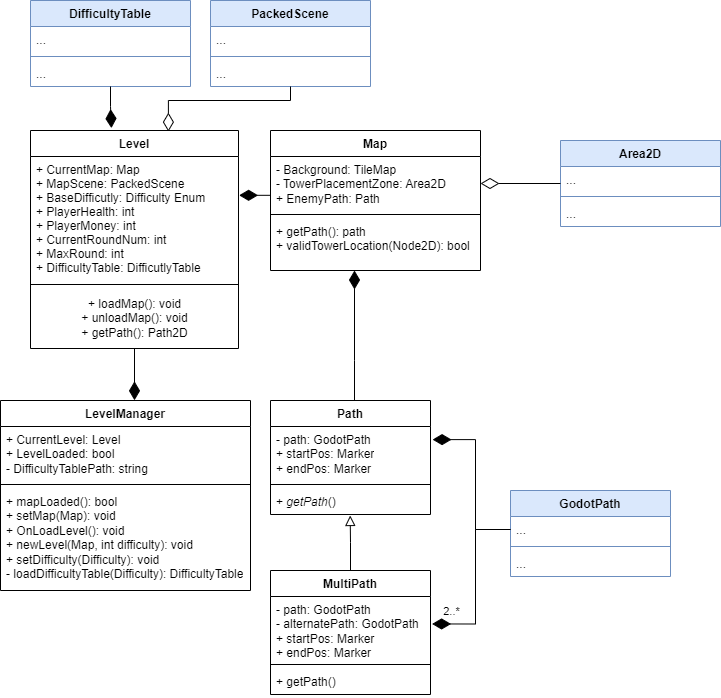 DifficultyTable
...
...
PackedScene
...
...
Level
+ CurrentMap: Map
+ MapScene: PackedScene
+ BaseDifficutly: Difficulty Enum
+ PlayerHealth: int
+ PlayerMoney: int
+ CurrentRoundNum: int
+ MaxRound: int
+ DifficultyTable: DifficutlyTable
+ loadMap(): void
+ unloadMap(): void
+ getPath(): Path2D
Map
- Background: TileMap
- TowerPlacementZone: Area2D
+ EnemyPath: Path
+ getPath(): path
+ validTowerLocation(Node2D): bool
Area2D
...
...
LevelManager
+ CurrentLevel: Level
+ LevelLoaded: bool
- DifficultyTablePath: string
+ mapLoaded(): bool
+ setMap(Map): void
+ OnLoadLevel(): void
+ newLevel(Map, int difficulty): void
+ setDifficulty(Difficulty): void
- loadDifficultyTable(Difficulty): DifficultyTable
Path
- path: GodotPath
+ startPos: Marker
+ endPos: Marker
+ getPath()
GodotPath
...
...
MultiPath
- path: GodotPath
- alternatePath: GodotPath
+ startPos: Marker
+ endPos: Marker
+ getPath()
2..*